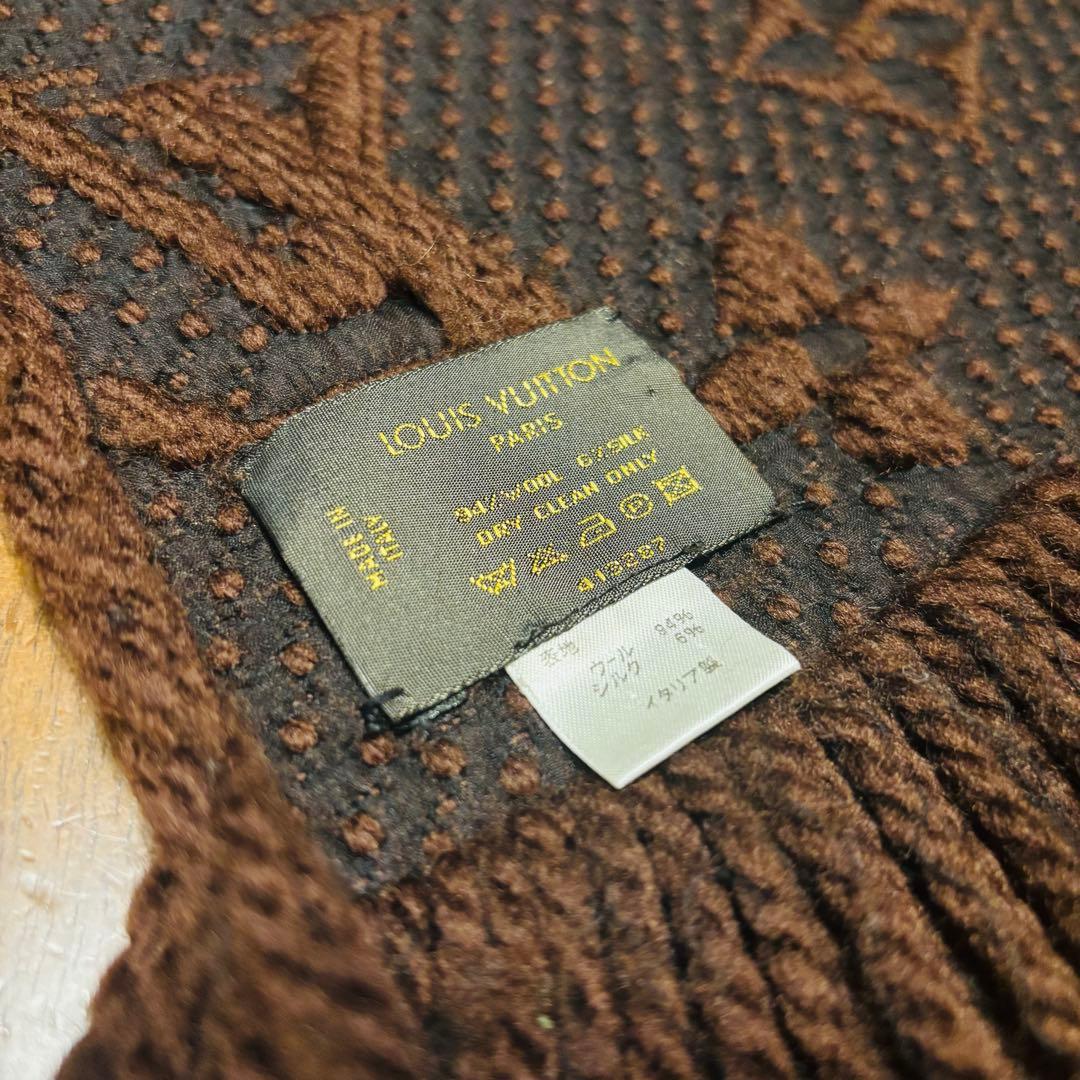 LOUIS VUITTON
PARIS
94%WOOL 6%SILK
DRY CLEAN ONLY
413287
MADE IN
ITALY
表地
ウール 94%
シルク 6%
イタリア製